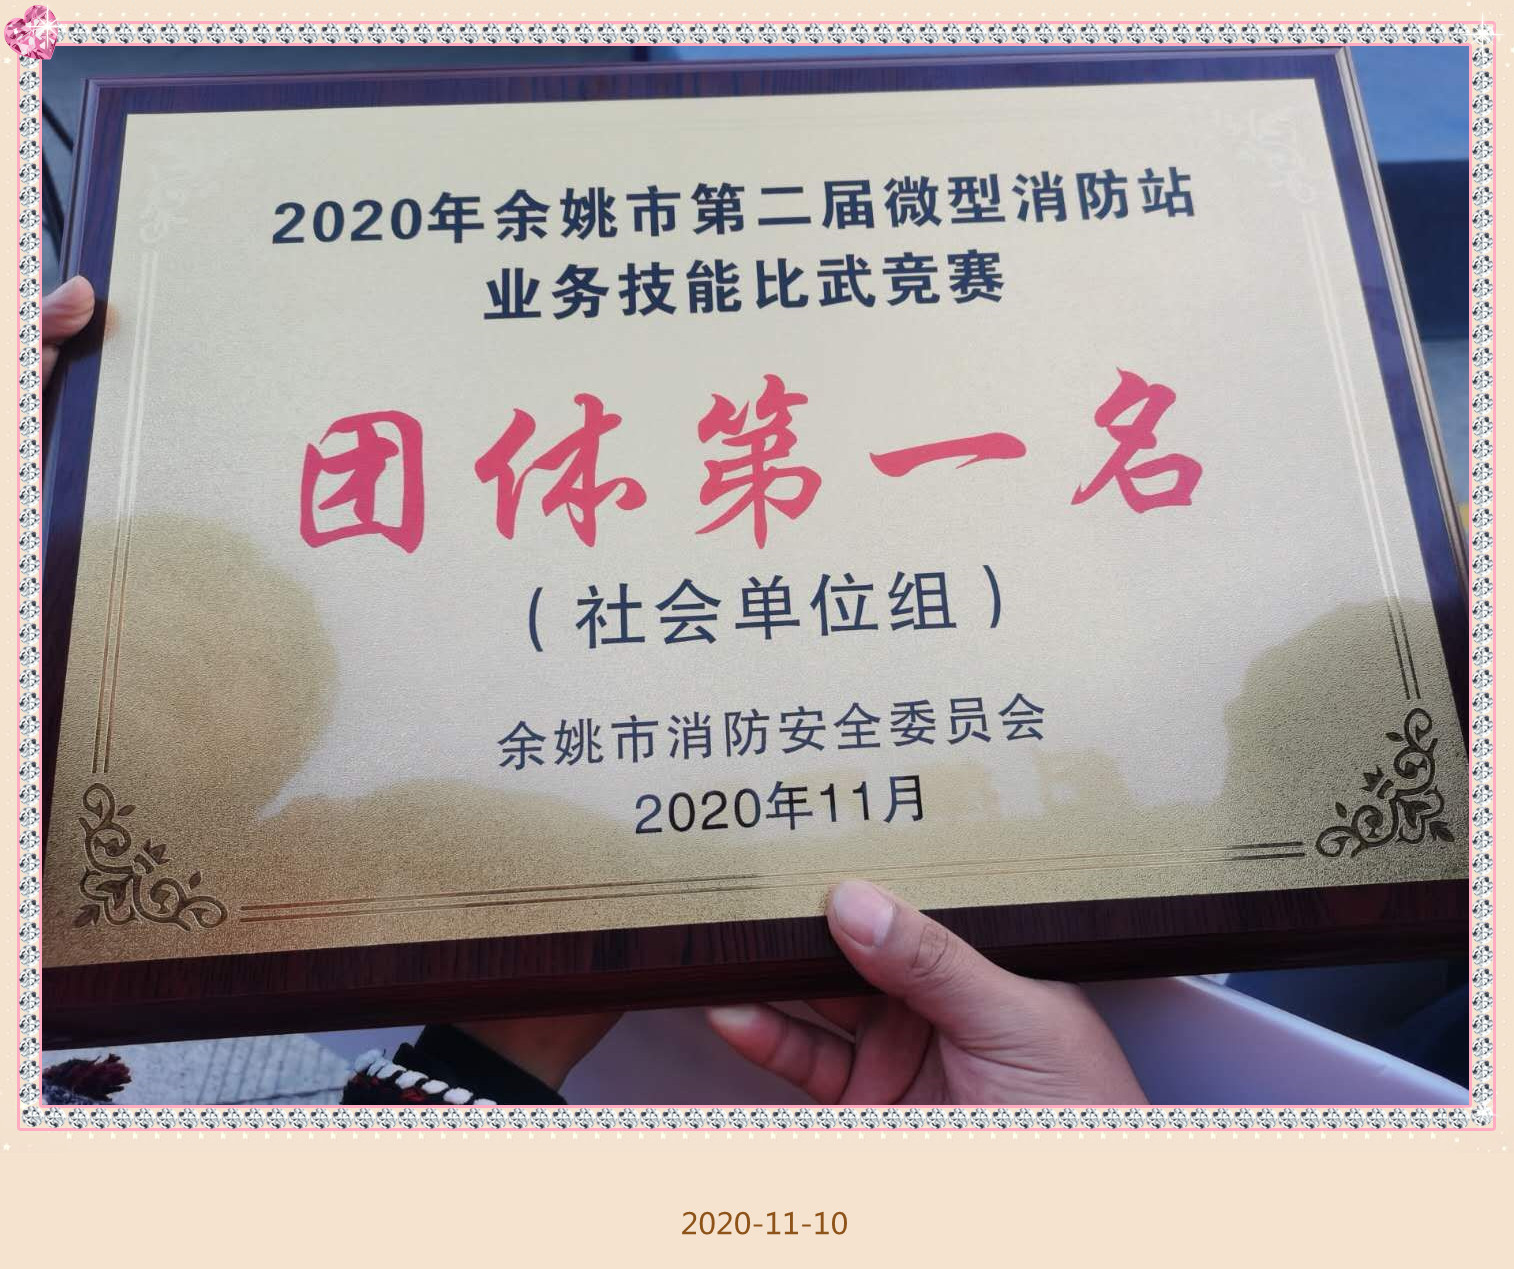 2020年余姚市第二届微型消防站
业务技能比武竞赛
团体第一名
（社会单位组）
余姚市消防安全委员会
2020年11月
2020-11-10